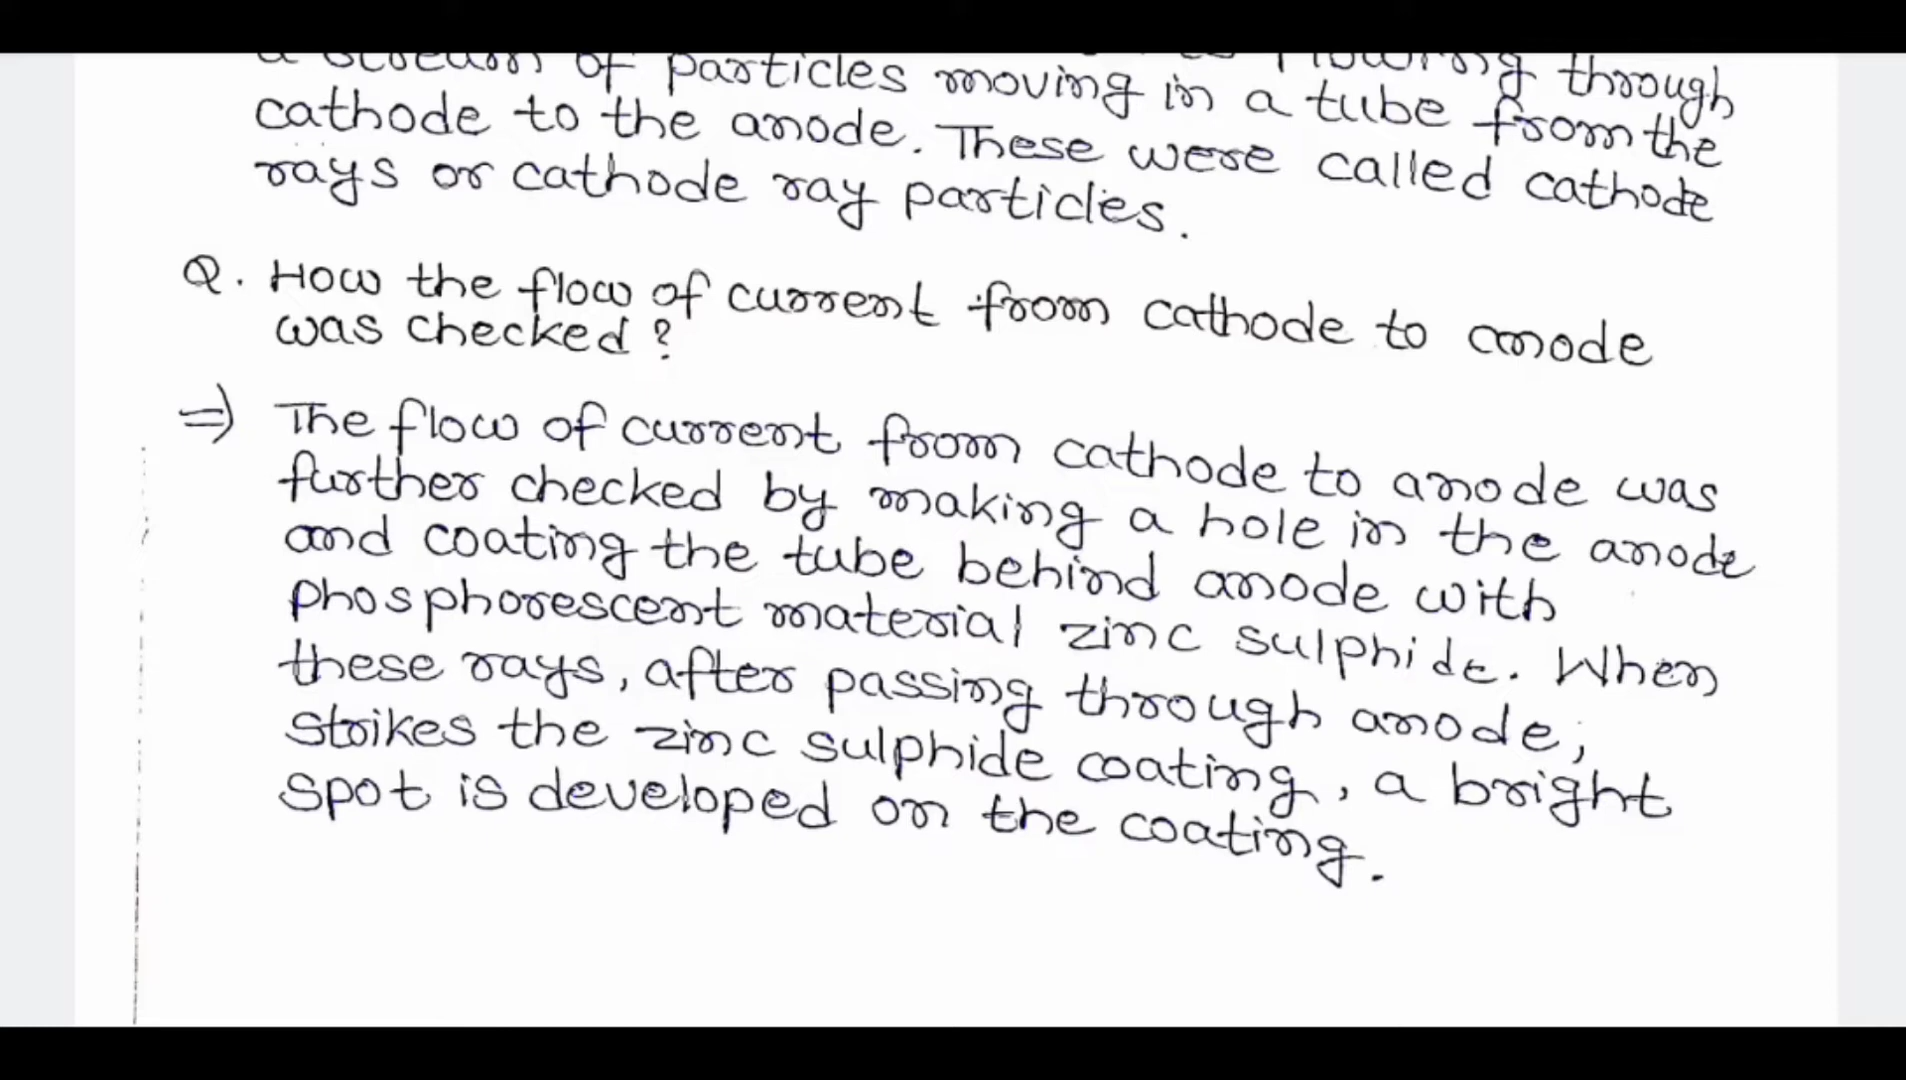 a stream of particles moving in a tube from the
flowing through
cathode to the anode. These were called cathode
rays or cathode ray particles.
Q. How the flow of current from cathode to anode
was checked?
=> The flow of current from cathode to anode was
further checked by making a hole in the anode
and coating the tube behind anode with
phosphorescent material zinc sulphide. When
these rays, after passing through anode,
strikes the zinc sulphide coating, a bright
spot is developed on the coating.